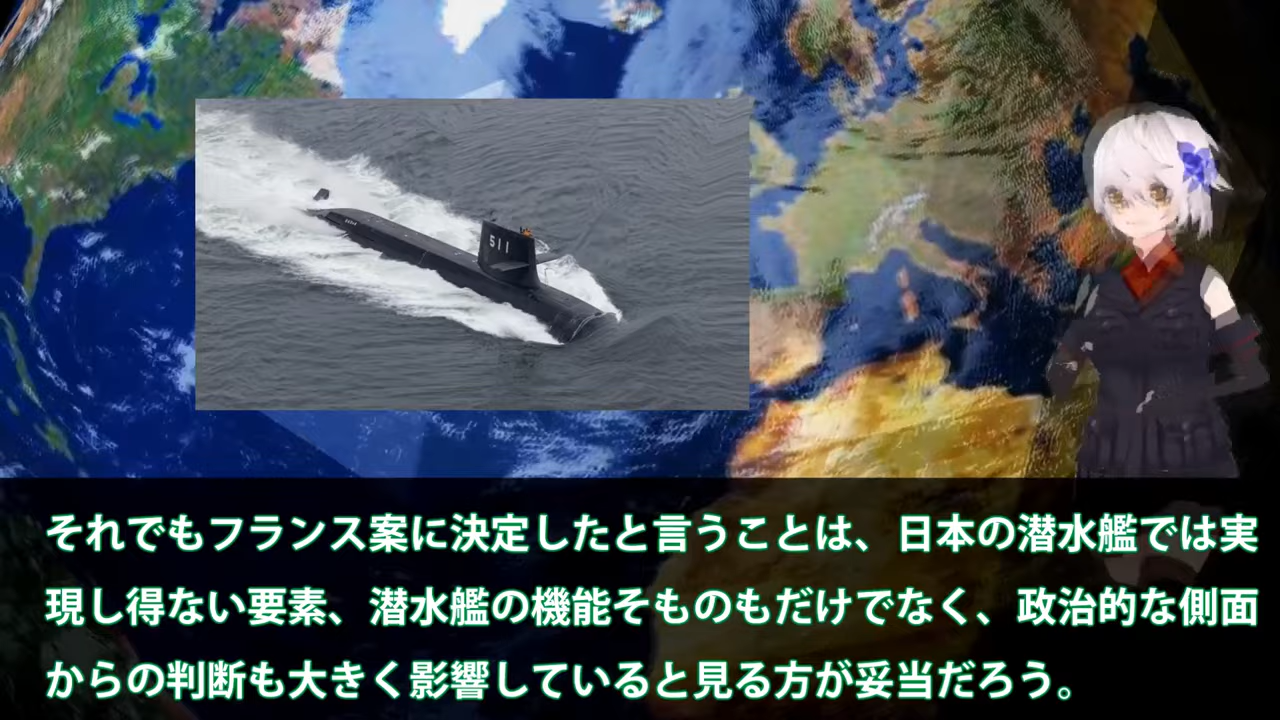 511
それでもフランス案に決定したと言うことは、日本の潜水艦では実
現し得ない要素、潜水艦の機能そものもだけでなく、政治的な側面
からの判断も大きく影響していると見る方が妥当だろう。